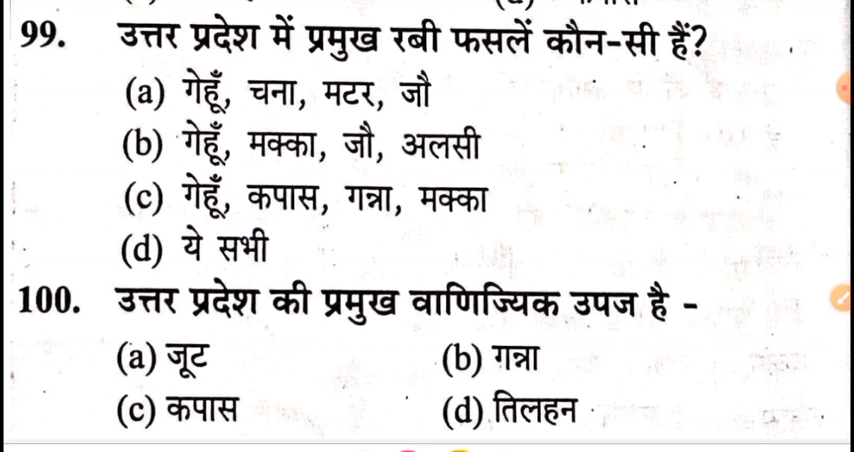 99. उत्तर प्रदेश में प्रमुख रबी फसलें कौन-सी हैं?
(a) गेहूँ, चना, मटर, जौ
(b) गेहूँ, मक्का, जौ, अलसी
(c) गेहूँ, कपास, गन्ना, मक्का
(d) ये सभी
100. उत्तर प्रदेश की प्रमुख वाणिज्यिक उपज है -
(a) जूट (b) गन्ना
(c) कपास (d) तिलहन